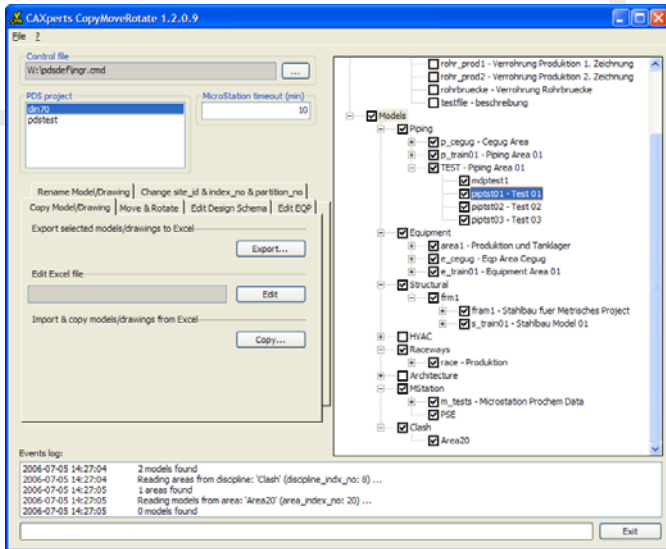 CAXperts CopyMoveRotate 1.2.0.9
File ?
Control file
W:\pdsdef\ingr.cmd
...
PDS project
din70
pdstest
MicroStation timeout (min)
10
Rename Model/Drawing
Change site_id & index_no & partition_no
Copy Model/Drawing
Move & Rotate
Edit Design Schema
Edit EQP
Export selected models/drawings to Excel
Export...
Edit Excel file
Edit
Import & copy models/drawings from Excel
Copy...
rohr_prod1 - Verrohrung Produktion 1. Zeichnung
rohr_prod2 - Verrohrung Produktion 2. Zeichnung
rohrbruecke - Verrohrung Rohrbruecke
testfile - beschreibung
Models
Piping
p_cegug - Cegug Area
p_train01 - Piping Area 01
TEST - Piping Area 01
mdptest1
piptst01 - Test 01
piptst02 - Test 02
piptst03 - Test 03
Equipment
area1 - Produktion und Tanklager
e_cegug - Eqp Area Cegug
e_train01 - Equipment Area 01
Structural
frm1
fram1 - Stahlbau fuer Metrisches Project
s_train01 - Stahlbau Model 01
HVAC
Raceways
race - Produktion
Architecture
MStation
m_tests - Microstation Prochem Data
PSE
Clash
Area20
Events log:
2006-07-05 14:27:04 2 models found
2006-07-05 14:27:04 Reading areas from discipline: 'Clash' (discipline_indx_no: 8) ...
2006-07-05 14:27:05 1 areas found
2006-07-05 14:27:05 Reading models from area: 'Area20' (area_index_no: 20) ...
2006-07-05 14:27:05 0 models found
Exit